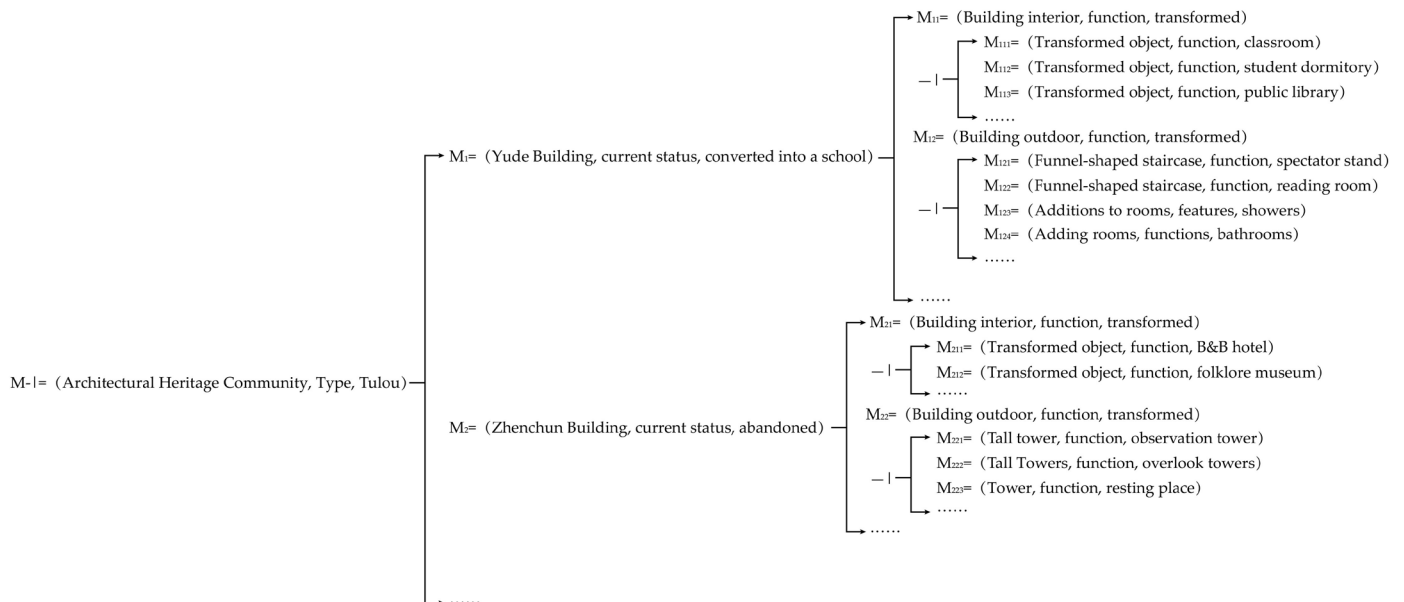 M₁₁=（Building interior, function, transformed）
M₁₁₁=（Transformed object, function, classroom）
M₁₁₂=（Transformed object, function, student dormitory）
—|
M₁₁₃=（Transformed object, function, public library）
……
M₁₂=（Building outdoor, function, transformed）
M₁=（Yude Building, current status, converted into a school）
M₁₂₁=（Funnel-shaped staircase, function, spectator stand）
M₁₂₂=（Funnel-shaped staircase, function, reading room）
—|
M₁₂₃=（Additions to rooms, features, showers）
M₁₂₄=（Adding rooms, functions, bathrooms）
……
……
M₂₁=（Building interior, function, transformed）
M₂₁₁=（Transformed object, function, B&B hotel）
—|
M₂₁₂=（Transformed object, function, folklore museum）
M-|=（Architectural Heritage Community, Type, Tulou）
……
M₂₂=（Building outdoor, function, transformed）
M₂=（Zhenchun Building, current status, abandoned）
M₂₂₁=（Tall tower, function, observation tower）
M₂₂₂=（Tall Towers, function, overlook towers）
—|
M₂₂₃=（Tower, function, resting place）
……
……
……